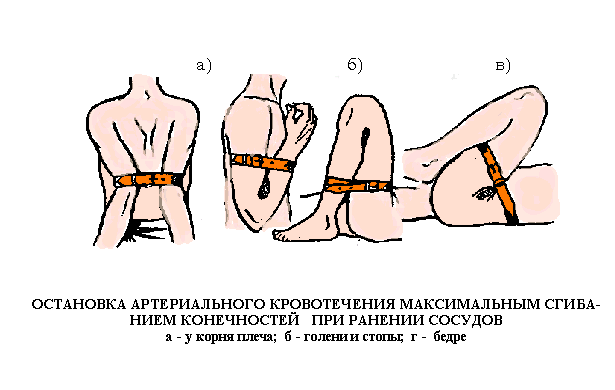 а) б) в)
ОСТАНОВКА АРТЕРИАЛЬНОГО КРОВОТЕЧЕНИЯ МАКСИМАЛЬНЫМ СГИБА-
НИЕМ КОНЕЧНОСТЕЙ ПРИ РАНЕНИИ СОСУДОВ
а - у корня плеча; б - голени и стопы; г - бедре